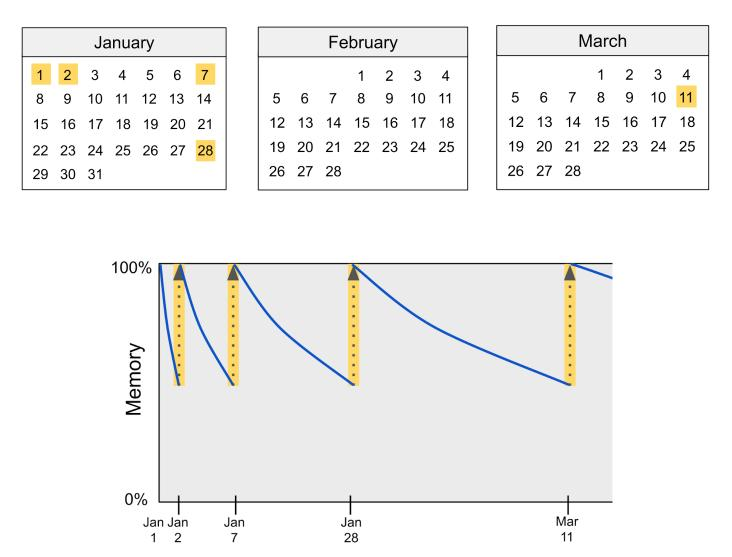 January
1 2 3 4 5 6 7
8 9 10 11 12 13 14
15 16 17 18 19 20 21
22 23 24 25 26 27 28
29 30 31
February
1 2 3 4
5 6 7 8 9 10 11
12 13 14 15 16 17 18
19 20 21 22 23 24 25
26 27 28
March
1 2 3 4
5 6 7 8 9 10 11
12 13 14 15 16 17 18
19 20 21 22 23 24 25
26 27 28
100%
Memory
0%
Jan Jan Jan Jan Mar
1 2 7 28 11